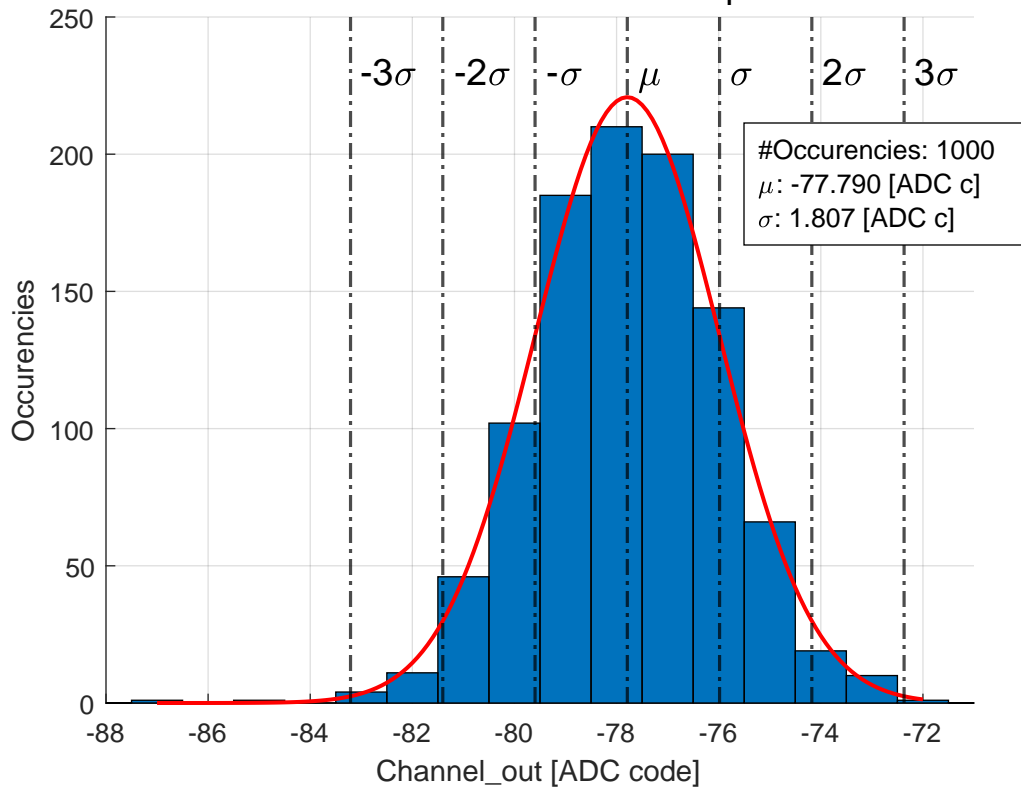 250
200
150
100
50
0
-3σ -2σ -σ μ σ 2σ 3σ
#Occurencies: 1000
μ: -77.790 [ADC c]
σ: 1.807 [ADC c]
Occurencies
-88 -86 -84 -82 -80 -78 -76 -74 -72
Channel_out [ADC code]